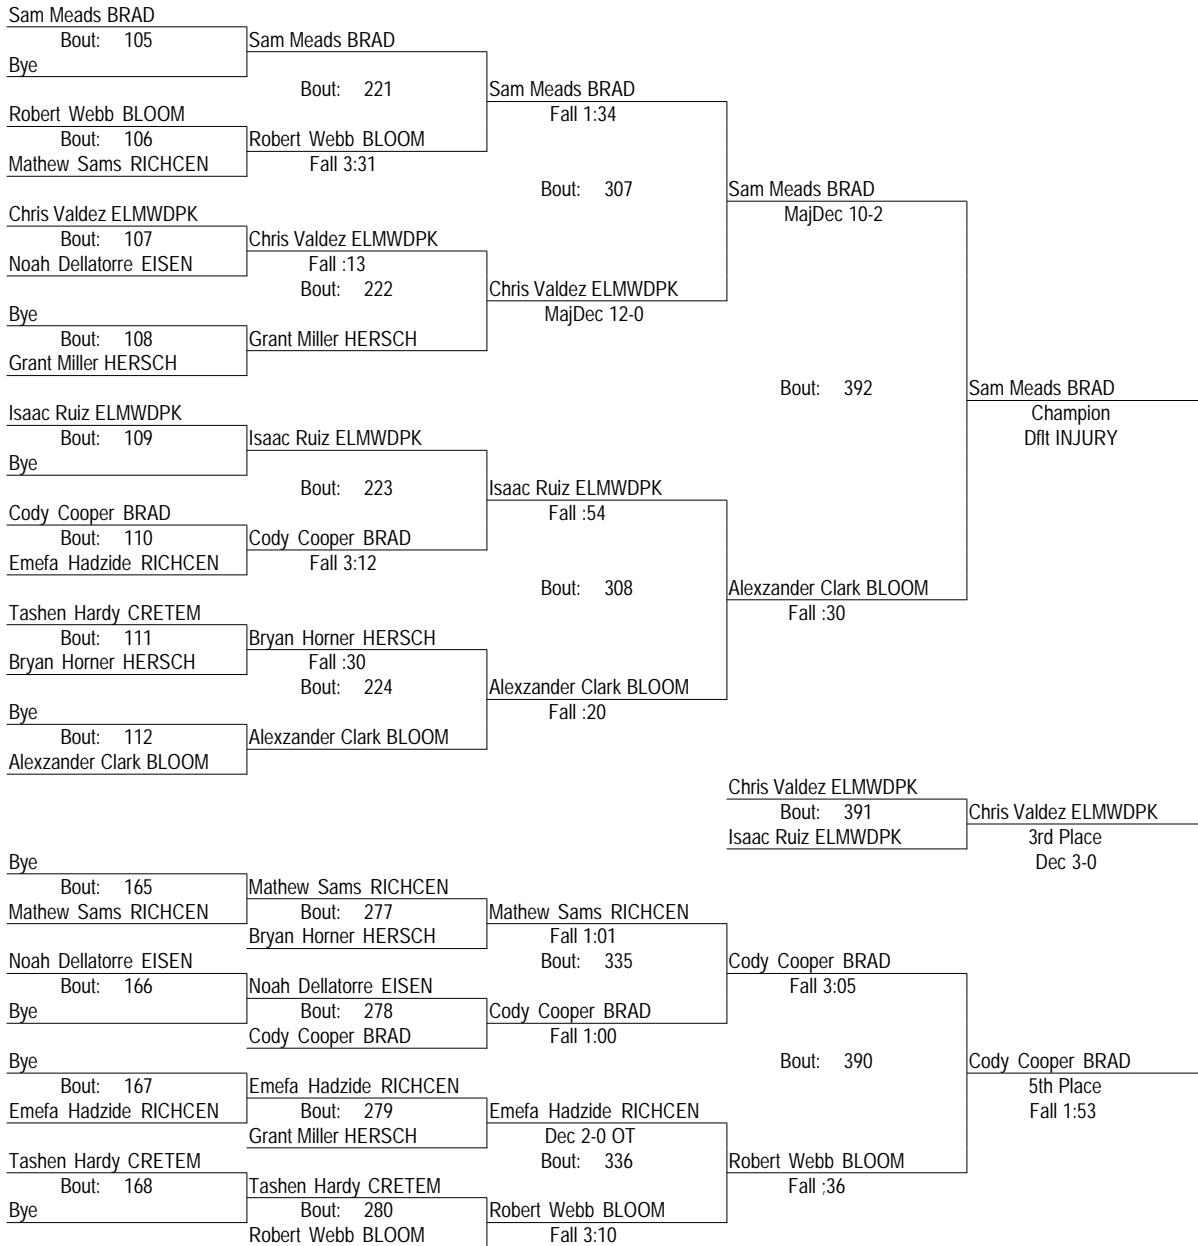 Sam Meads BRAD
Bout: 105
Sam Meads BRAD
Bye
Bout: 221
Sam Meads BRAD
Robert Webb BLOOM
Fall 1:34
Bout: 106
Robert Webb BLOOM
Mathew Sams RICHCEN
Fall 3:31
Bout: 307
Sam Meads BRAD
Chris Valdez ELMWDPK
MajDec 10-2
Bout: 107
Chris Valdez ELMWDPK
Noah Dellatorre EISEN
Fall :13
Bout: 222
Chris Valdez ELMWDPK
Bye
MajDec 12-0
Bout: 108
Grant Miller HERSCH
Grant Miller HERSCH
Bout: 392
Sam Meads BRAD
Isaac Ruiz ELMWDPK
Champion
Bout: 109
Isaac Ruiz ELMWDPK
Dflt INJURY
Bye
Bout: 223
Isaac Ruiz ELMWDPK
Cody Cooper BRAD
Fall :54
Bout: 110
Cody Cooper BRAD
Emefa Hadzide RICHCEN
Fall 3:12
Bout: 308
Alexzander Clark BLOOM
Tashen Hardy CRETEM
Fall :30
Bout: 111
Bryan Horner HERSCH
Bryan Horner HERSCH
Fall :30
Bout: 224
Alexzander Clark BLOOM
Bye
Fall :20
Bout: 112
Alexzander Clark BLOOM
Alexzander Clark BLOOM
Chris Valdez ELMWDPK
Bout: 391
Chris Valdez ELMWDPK
Isaac Ruiz ELMWDPK
3rd Place
Dec 3-0
Bye
Bout: 165
Mathew Sams RICHCEN
Mathew Sams RICHCEN
Bout: 277
Mathew Sams RICHCEN
Bryan Horner HERSCH
Fall 1:01
Noah Dellatorre EISEN
Bout: 335
Cody Cooper BRAD
Bout: 166
Noah Dellatorre EISEN
Fall 3:05
Bye
Bout: 278
Cody Cooper BRAD
Cody Cooper BRAD
Fall 1:00
Bye
Bout: 390
Cody Cooper BRAD
Bout: 167
Emefa Hadzide RICHCEN
5th Place
Emefa Hadzide RICHCEN
Bout: 279
Emefa Hadzide RICHCEN
Fall 1:53
Grant Miller HERSCH
Dec 2-0 OT
Tashen Hardy CRETEM
Bout: 336
Robert Webb BLOOM
Bout: 168
Tashen Hardy CRETEM
Fall ;36
Bye
Bout: 280
Robert Webb BLOOM
Robert Webb BLOOM
Fall 3:10